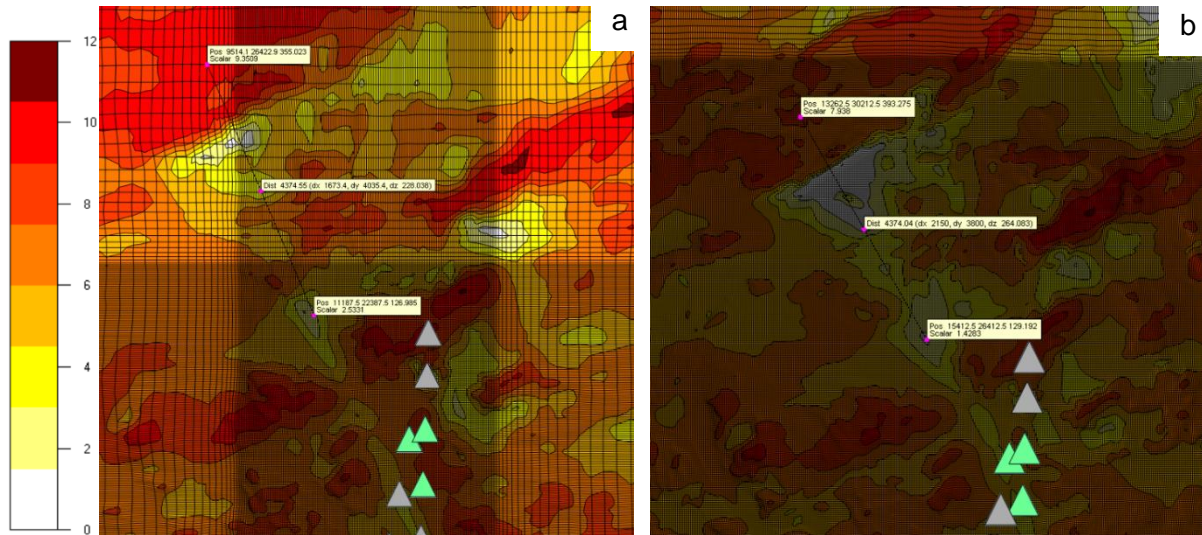 12
10
8
6
4
2
0
a
Pos 9514.1 26422.9 355.023
Scalar 9.3509
Dist 4374.55 (dx 1673.4, dy 4035.4, dz 228.038)
Pos 11187.5 22387.5 126.985
Scalar 2.5331
b
Pos 13262.5 30212.5 393.275
Scalar 7.938
Dist 4374.04 (dx 2150, dy 3800, dz 264.083)
Pos 15412.5 26412.5 129.192
Scalar 1.4283